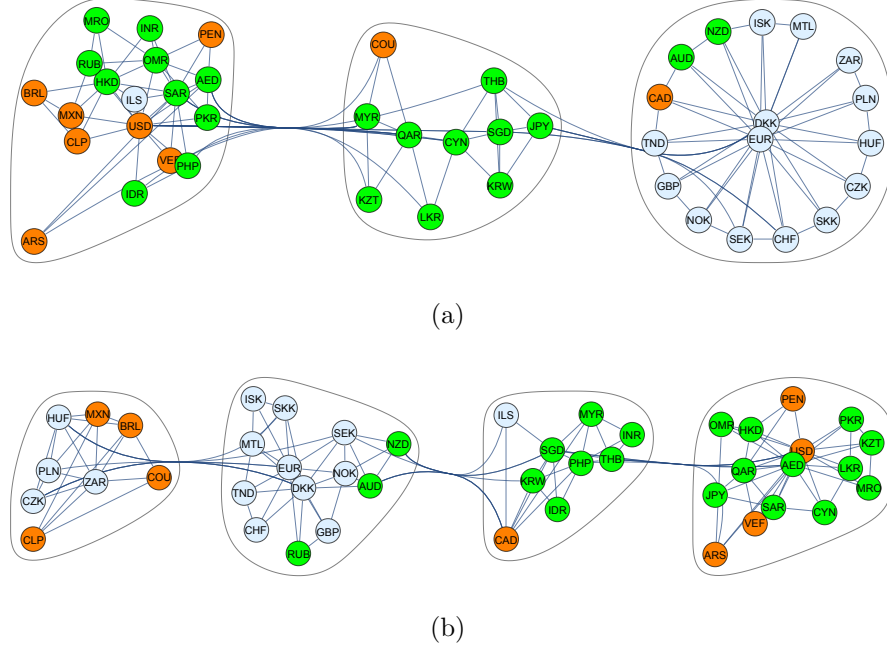 MRO
INR
PEN
RUB
OMR
HKD
AED
BRL
ILS
SAR
MXN
USD
PKR
CLP
VEF
PHP
IDR
ARS
COU
THB
MYR
QAR
CYN
SGD
JPY
KZT
LKR
KRW
ISK
MTL
NZD
AUD
ZAR
CAD
PLN
DKK
TND
EUR
HUF
GBP
CZK
NOK
SKK
SEK
CHF
(a)
HUF
MXN
BRL
PLN
ZAR
COU
CZK
CLP
ISK
SKK
MTL
SEK
NZD
EUR
NOK
TND
DKK
AUD
CHF
GBP
RUB
ILS
MYR
SGD
INR
PHP
THB
KRW
IDR
CAD
PEN
OMR
HKD
PKR
USD
KZT
QAR
AED
LKR
JPY
MRO
SAR
CYN
VEF
ARS
(b)